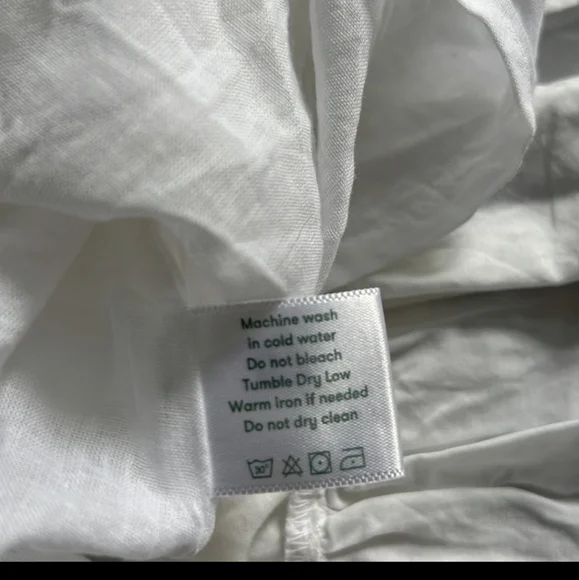 Machine wash
in cold water
Do not bleach
Tumble Dry Low
Warm iron if needed
Do not dry clean
30°